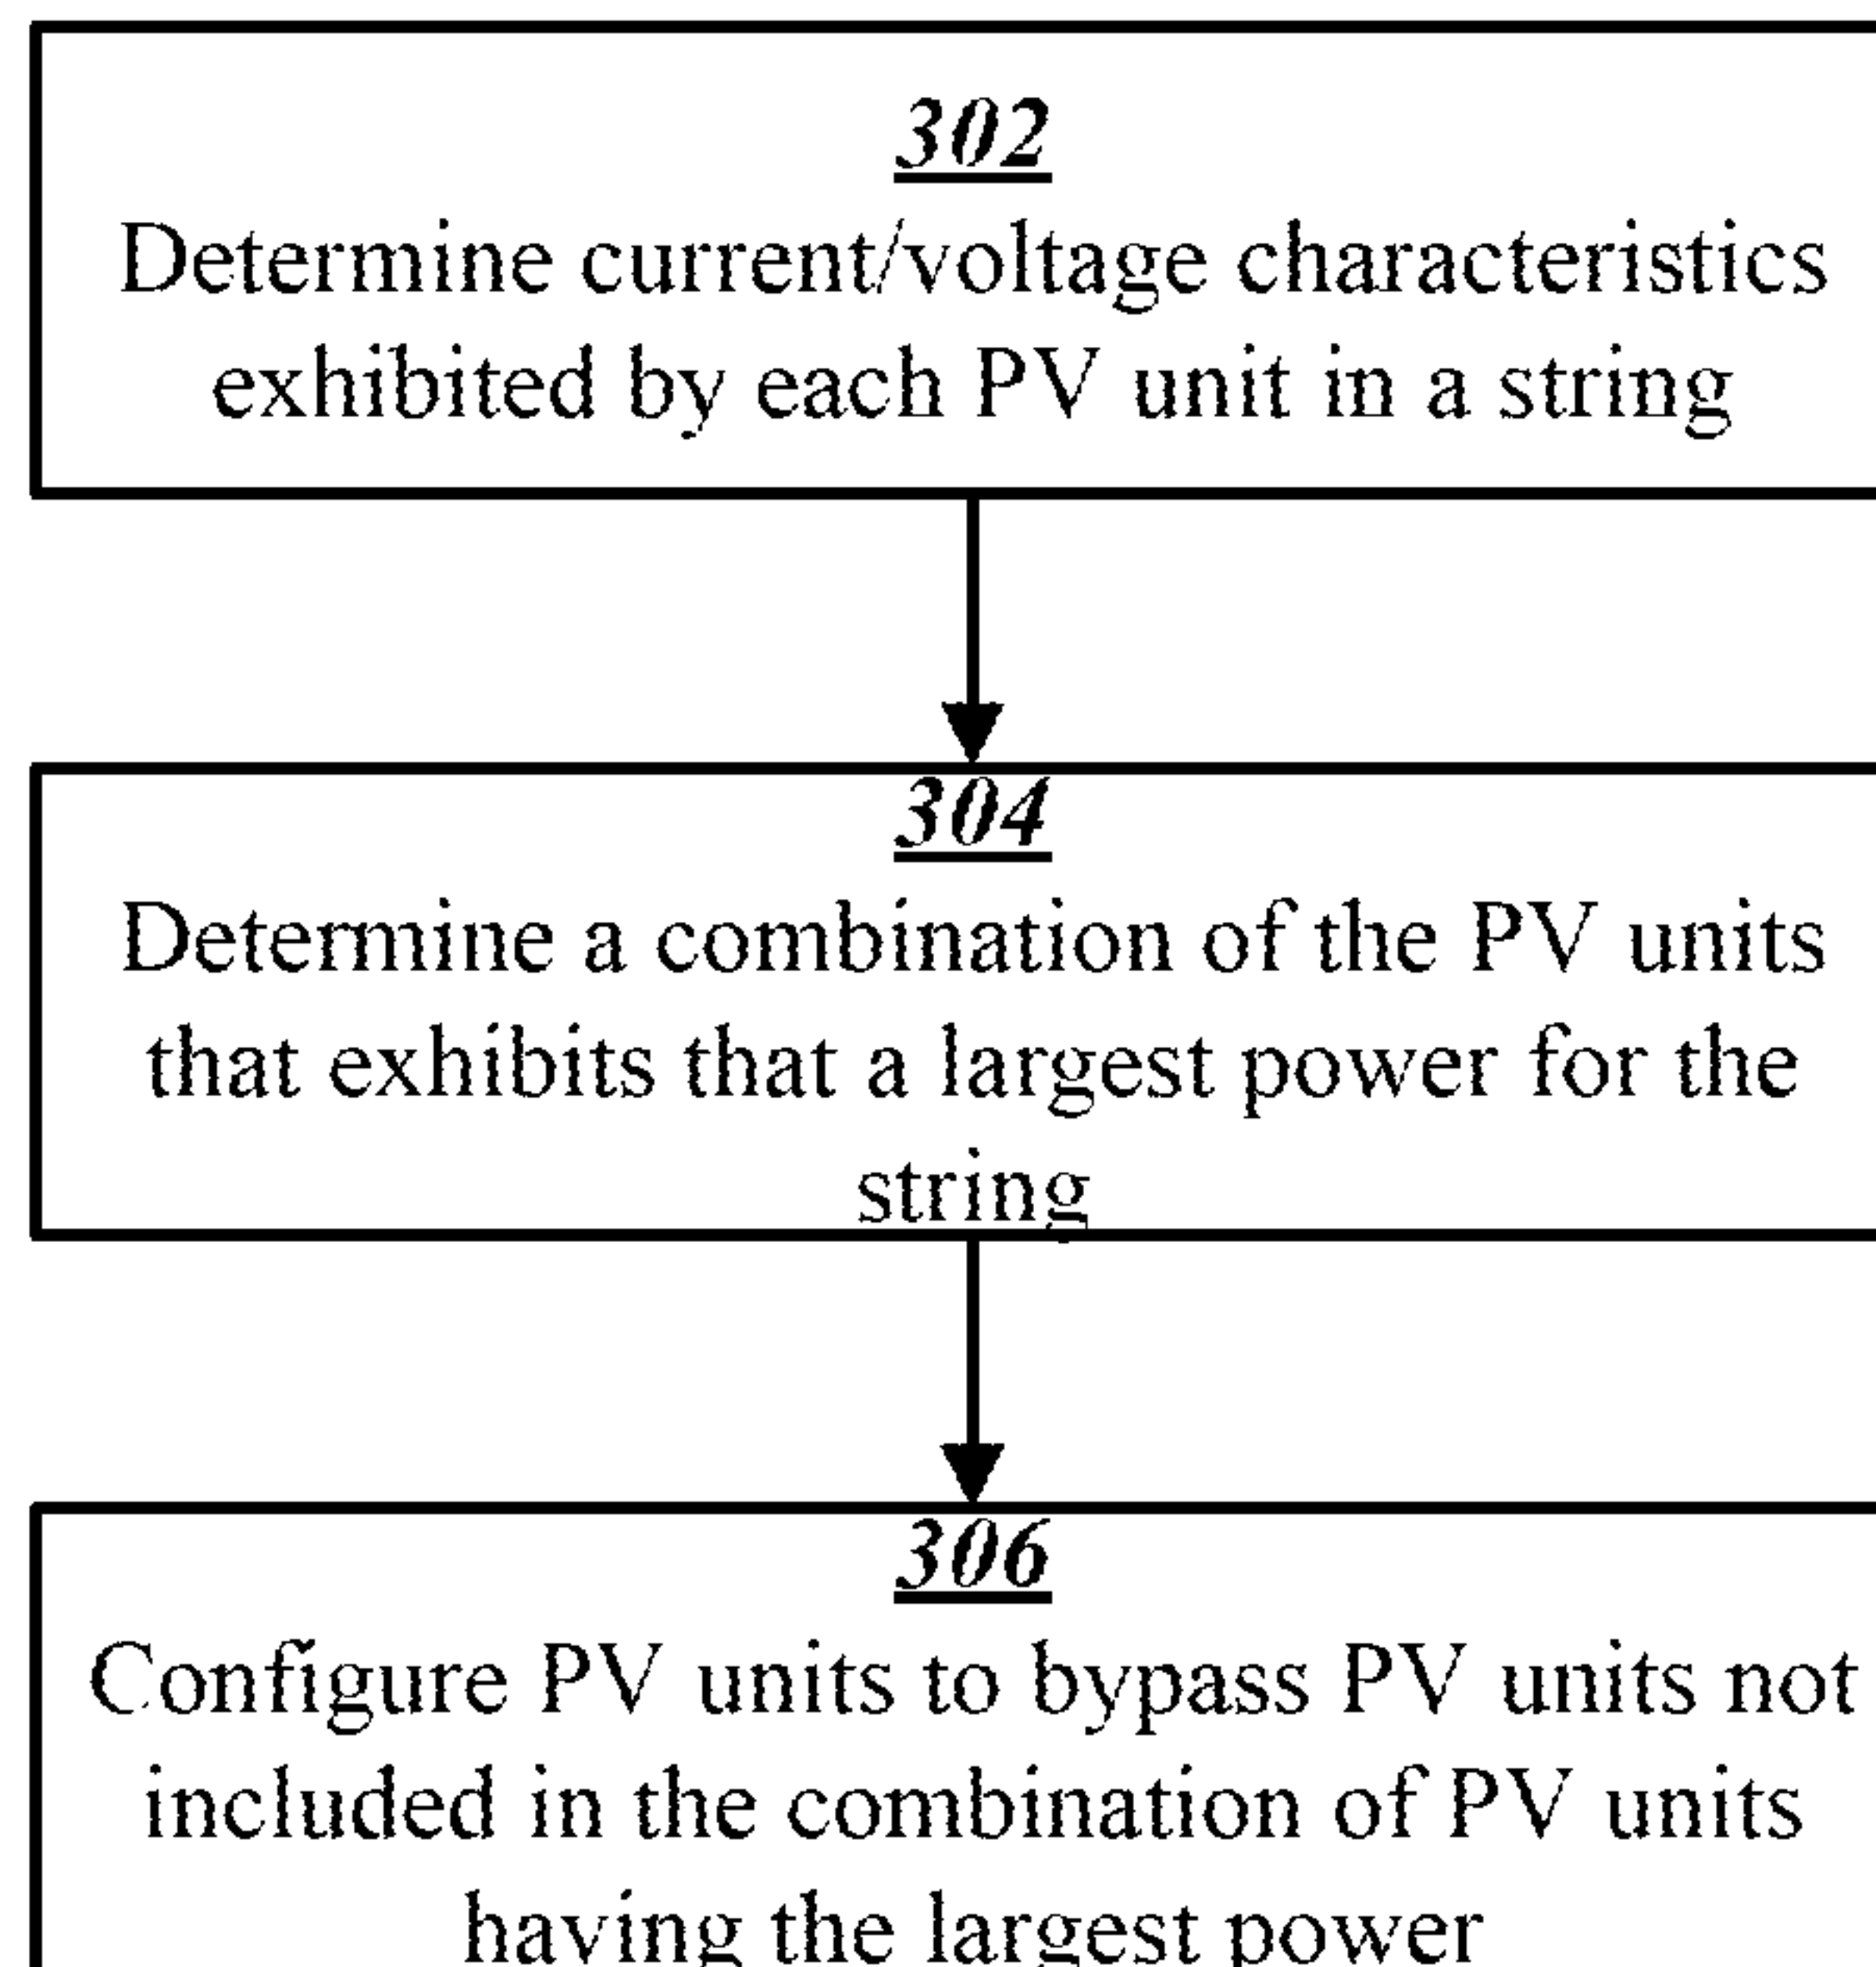 302
Determine current/voltage characteristics
exhibited by each PV unit in a string
304
Determine a combination of the PV units
that exhibits that a largest power for the
string
306
Configure PV units to bypass PV units not
included in the combination of PV units
having the largest power